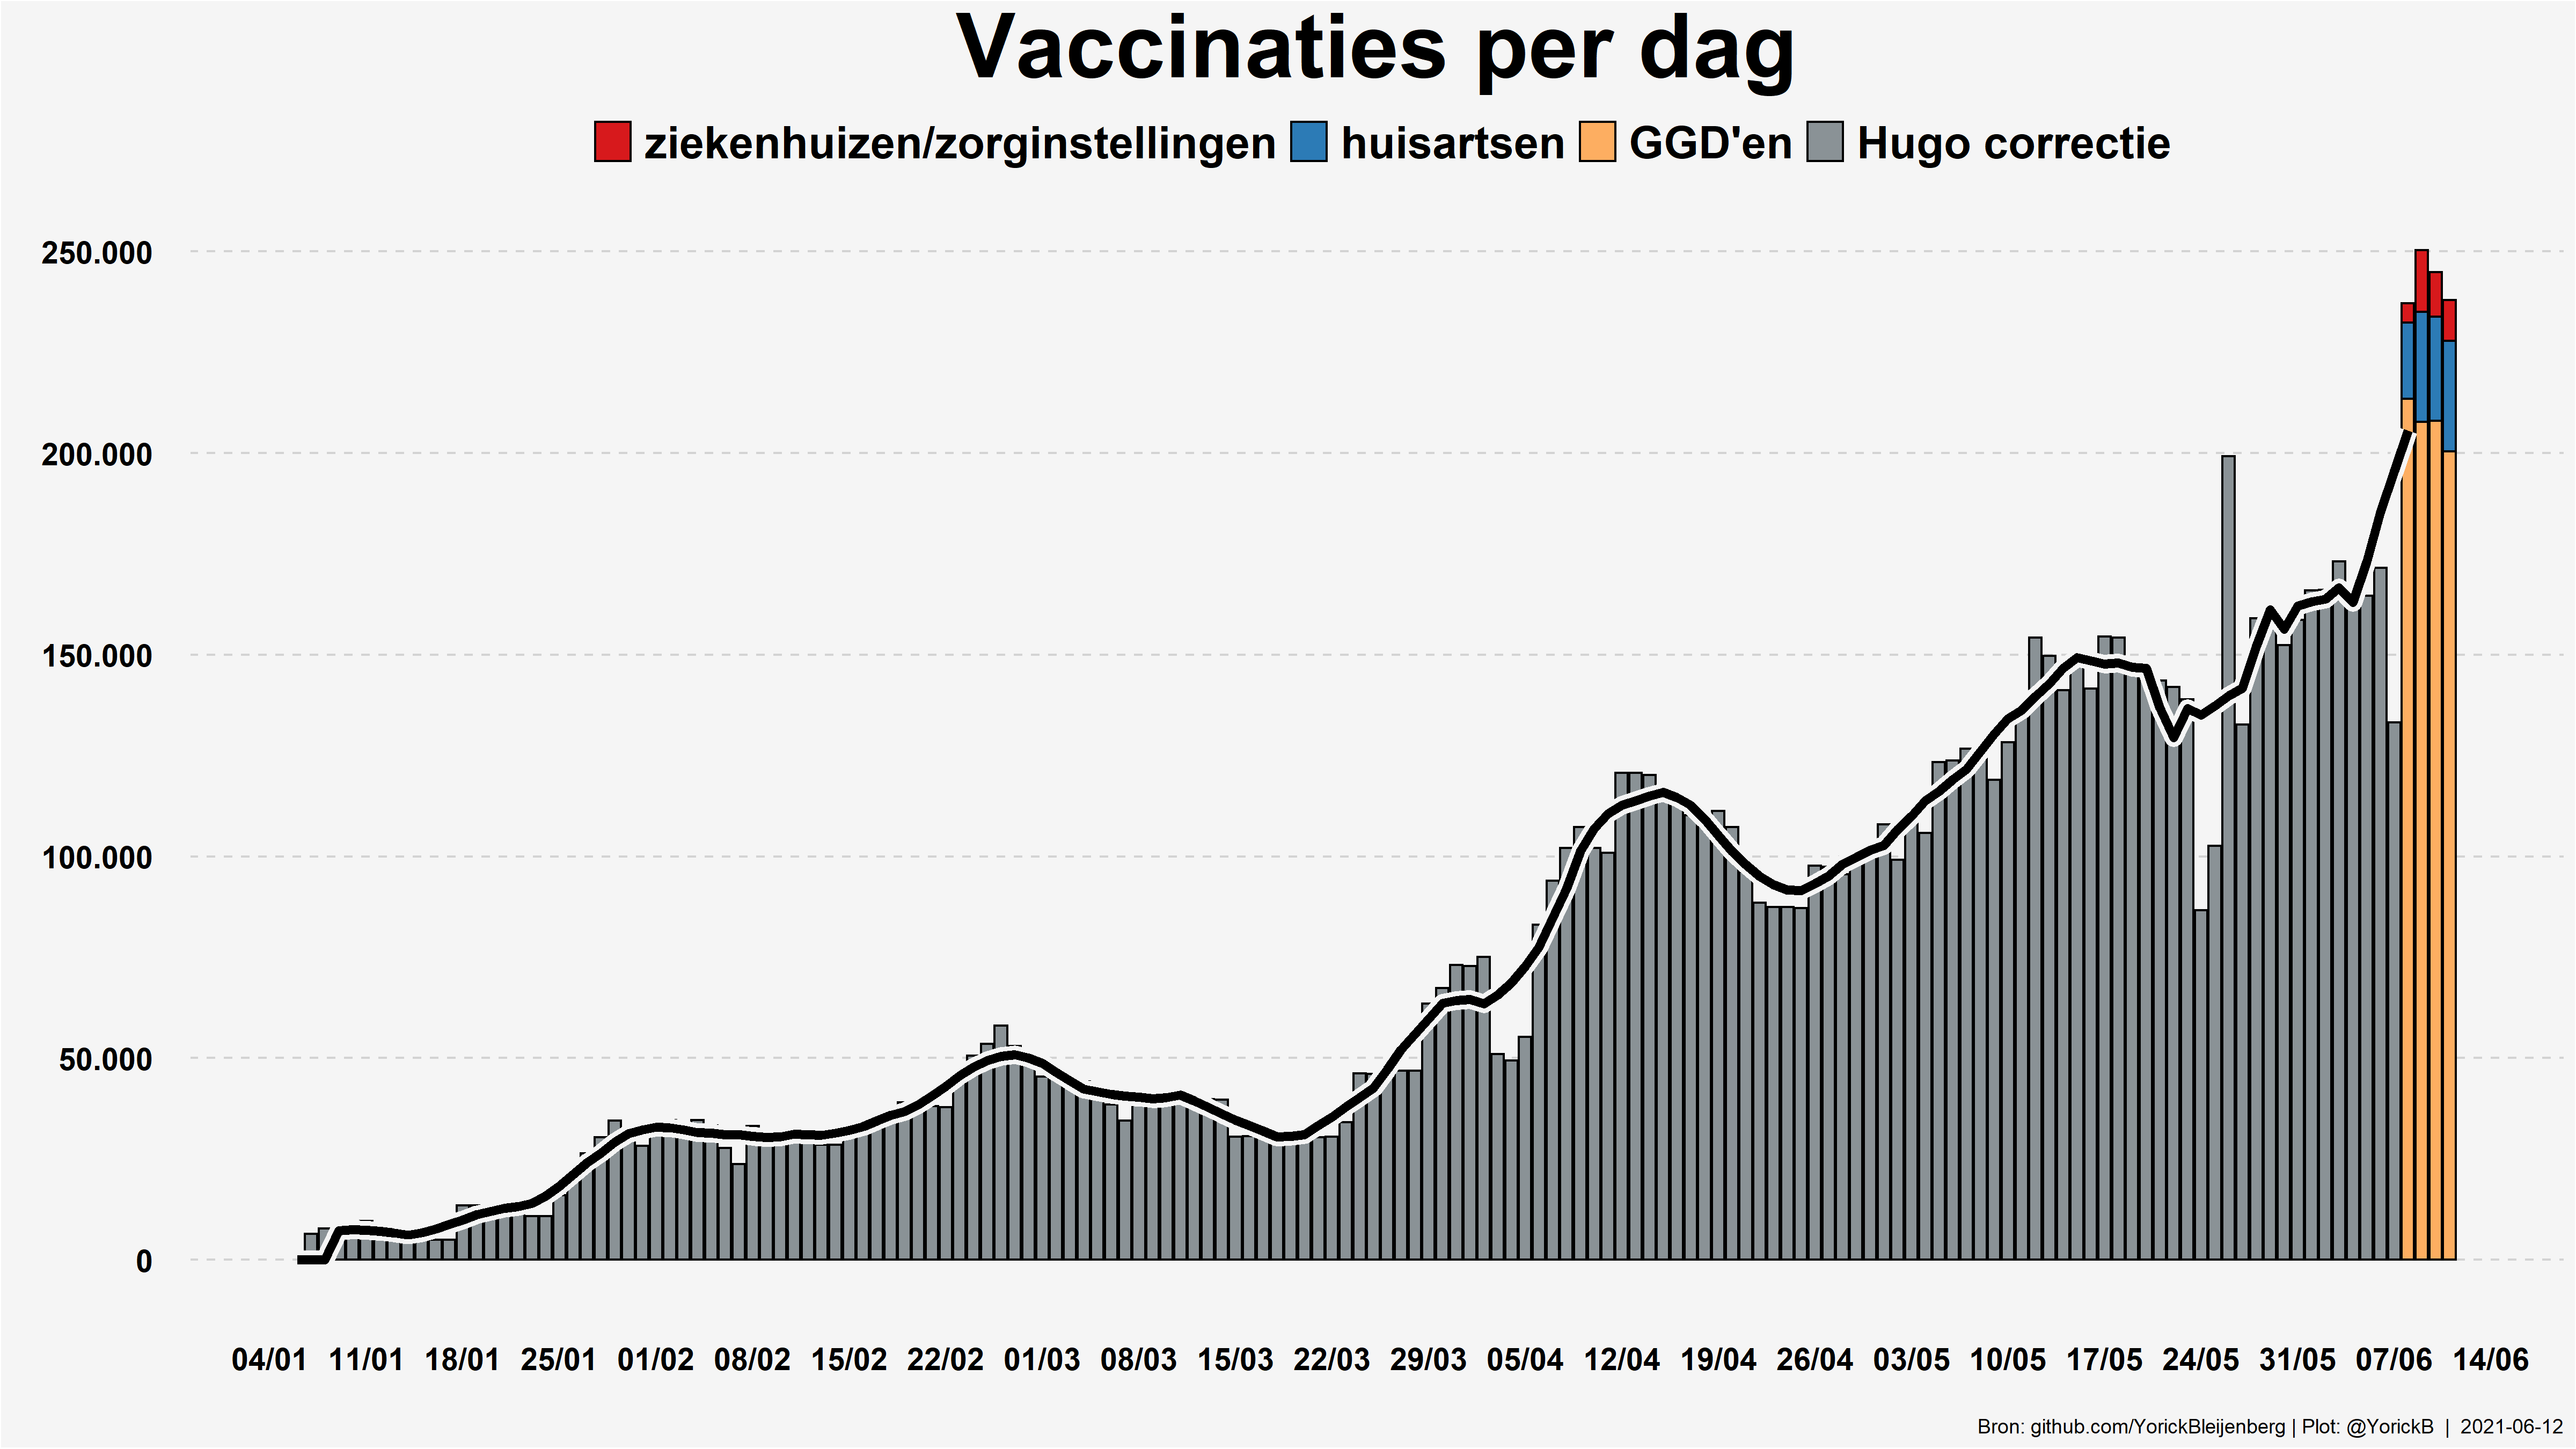 Vaccinaties per dag
ziekenhuizen/zorginstellingen huisartsen GGD'en Hugo correctie
250.000
200.000
150.000
100.000
50.000
0
04/01 11/01 18/01 25/01 01/02 08/02 15/02 22/02 01/03 08/03 15/03 22/03 29/03 05/04 12/04 19/04 26/04 03/05 10/05 17/05 24/05 31/05 07/06 14/06
Bron: github.com/YorickBleijenberg | Plot: @YorickB | 2021-06-12